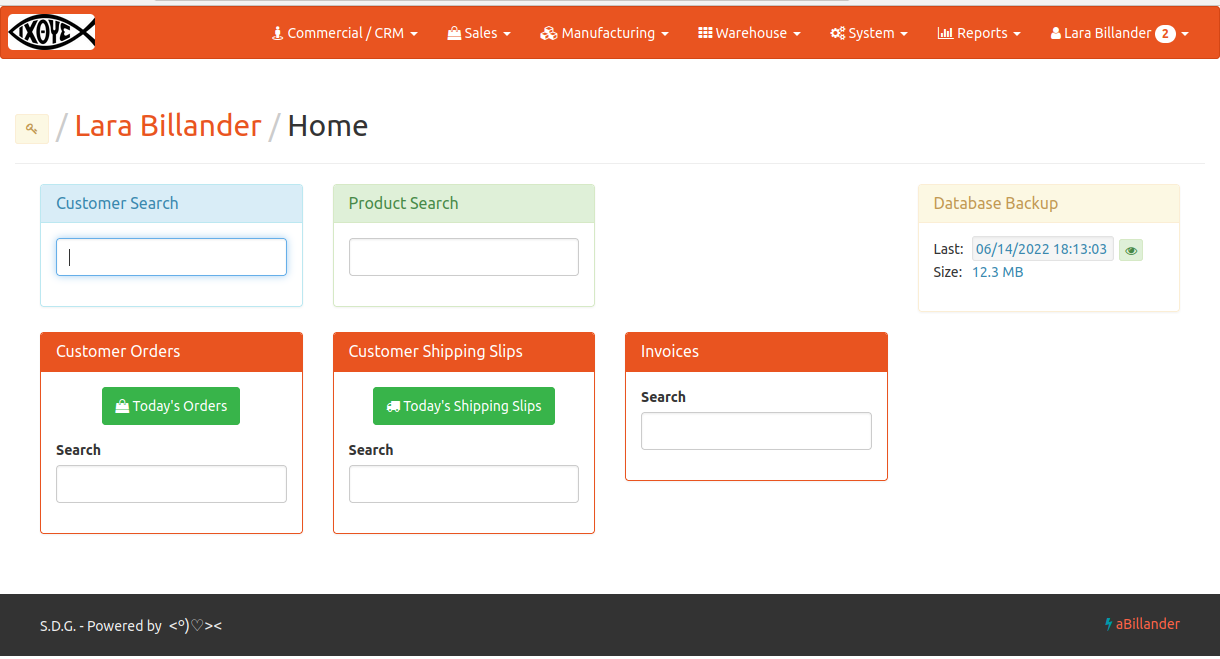 ΙΧΘΥΣ Commercial / CRM Sales Manufacturing Warehouse System Reports Lara Billander 2
/ Lara Billander / Home
Customer Search
Product Search
Database Backup
Last: 06/14/2022 18:13:03
Size: 12.3 MB
Customer Orders
Today's Orders
Search
Customer Shipping Slips
Today's Shipping Slips
Search
Invoices
Search
S.D.G. - Powered by <º)♡><
aBillander